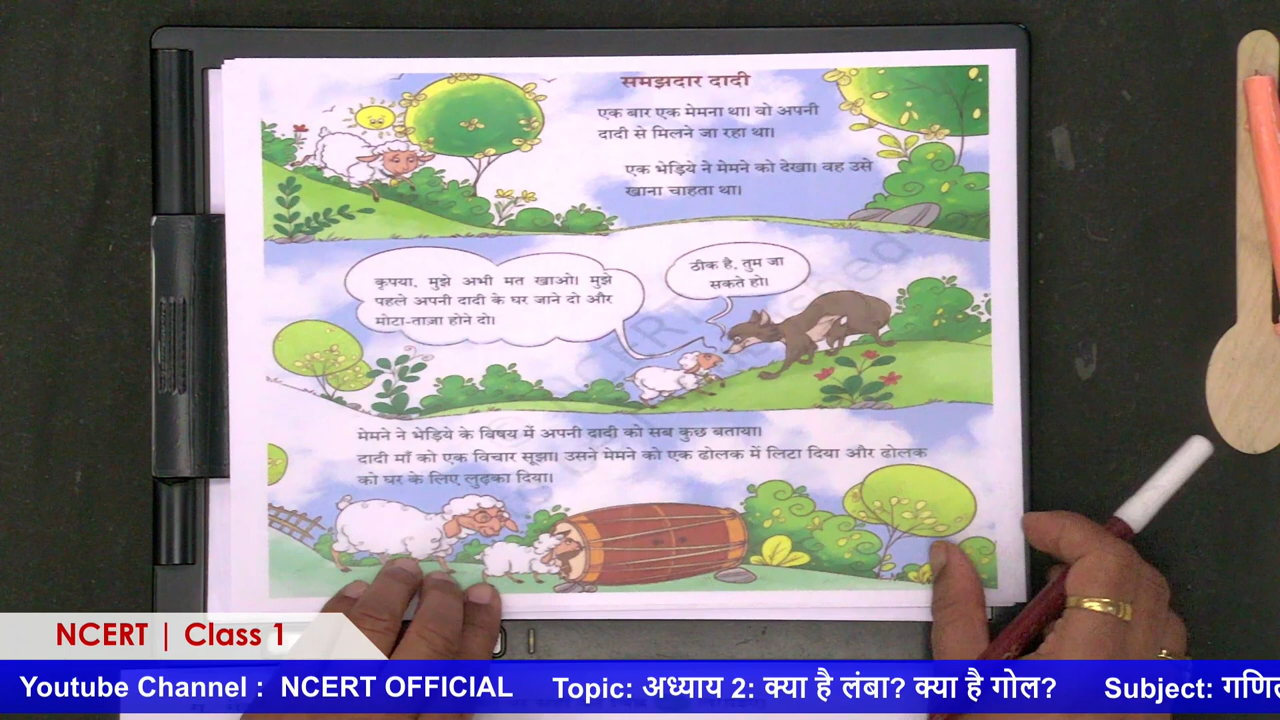 समझदार दादी
एक बार एक मेमना था। वो अपनी
दादी से मिलने जा रहा था।
एक भेड़िये ने मेमने को देखा। वह उसे
खाना चाहता था।
कृपया, मुझे अभी मत खाओ। मुझे
पहले अपनी दादी के घर जाने दो और
मोटा-ताज़ा होने दो।
ठीक है, तुम जा
सकते हो।
मेमने ने भेड़िये के विषय में अपनी दादी को सब कुछ बताया।
दादी माँ को एक विचार सूझा। उसने मेमने को एक ढोलक में लिटा दिया और ढोलक
को घर के लिए लुढ़का दिया।
NCERT | Class 1
Youtube Channel : NCERT OFFICIAL Topic: अध्याय 2: क्या है लंबा? क्या है गोल? Subject: